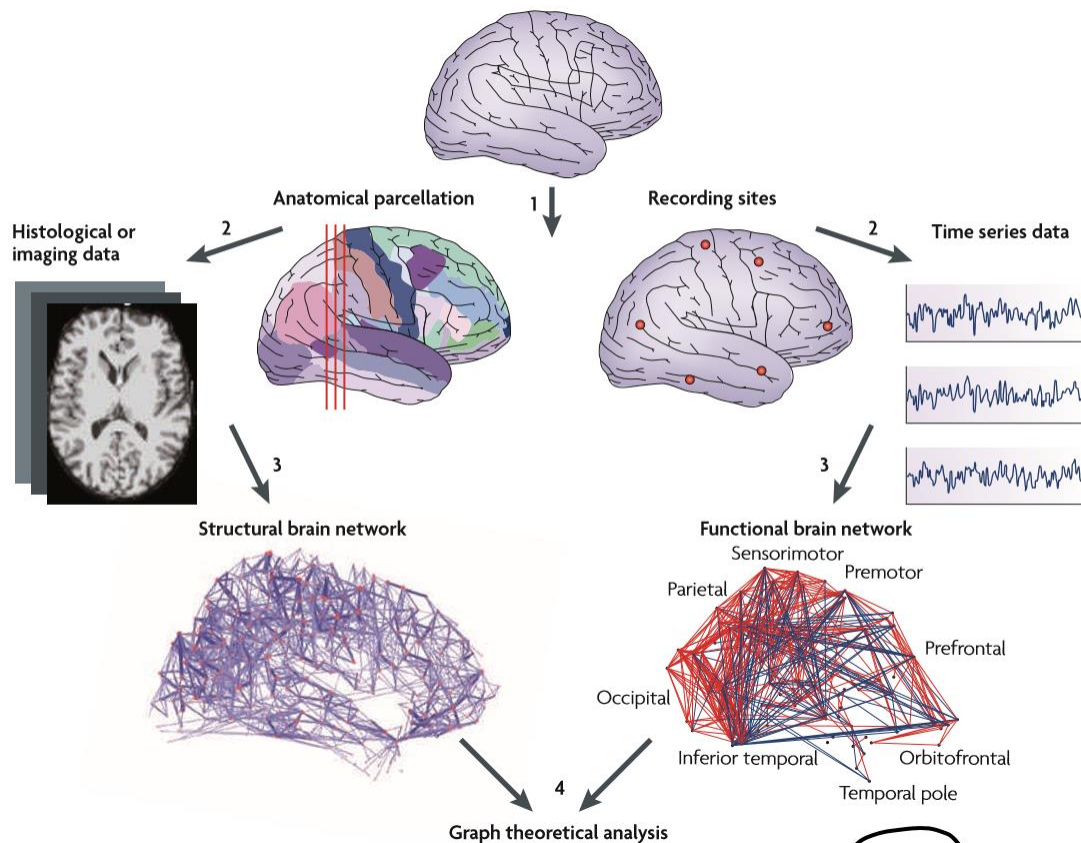 Anatomical parcellation
1
Recording sites
2
2
Histological or
imaging data
Time series data
3
3
Structural brain network
Functional brain network
Sensorimotor
Premotor
Parietal
Prefrontal
Occipital
Inferior temporal
Orbitofrontal
Temporal pole
4
Graph theoretical analysis